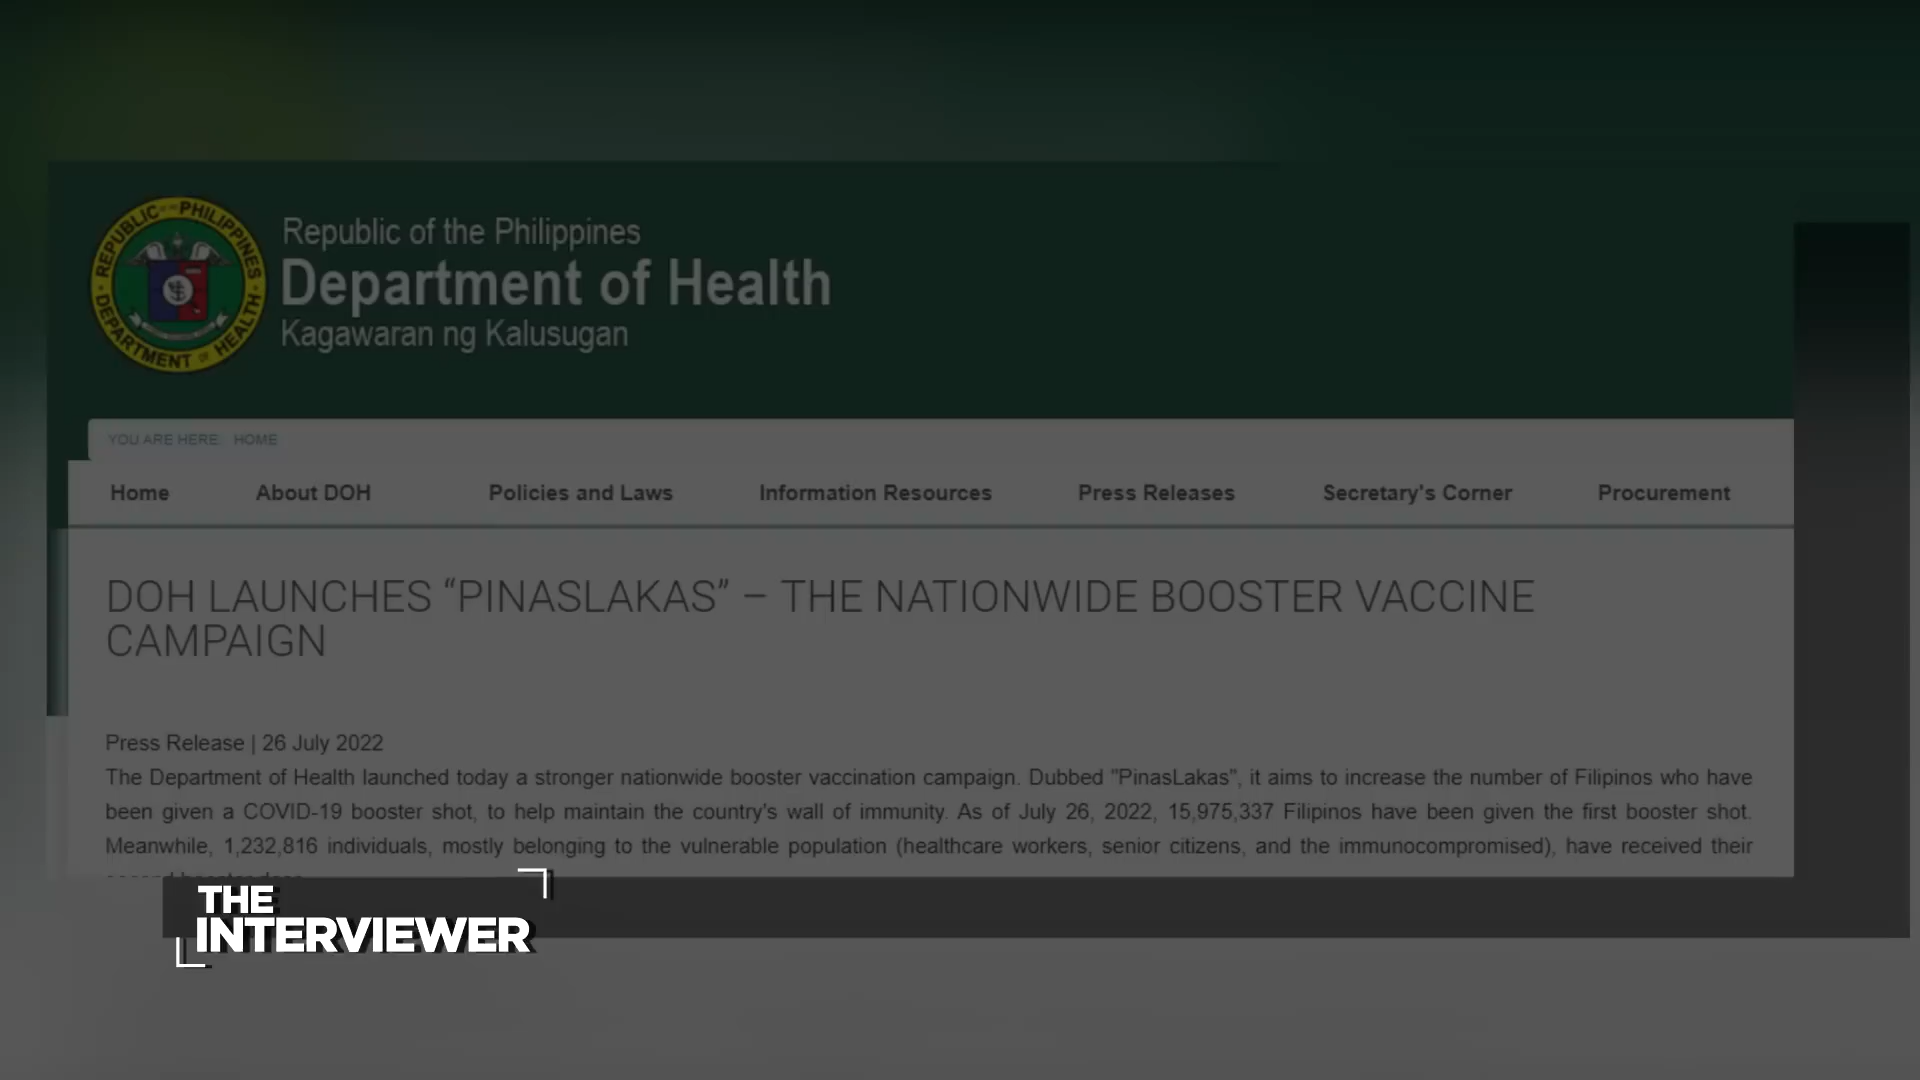 REPUBLIC OF THE PHILIPPINES
DEPARTMENT OF HEALTH
Republic of the Philippines
Department of Health
Kagawaran ng Kalusugan
YOU ARE HERE: HOME
Home About DOH Policies and Laws Information Resources Press Releases Secretary's Corner Procurement
DOH LAUNCHES “PINASLAKAS” – THE NATIONWIDE BOOSTER VACCINE
CAMPAIGN
Press Release | 26 July 2022
The Department of Health launched today a stronger nationwide booster vaccination campaign. Dubbed "PinasLakas", it aims to increase the number of Filipinos who have
been given a COVID-19 booster shot, to help maintain the country's wall of immunity. As of July 26, 2022, 15,975,337 Filipinos have been given the first booster shot.
Meanwhile, 1,232,816 individuals, mostly belonging to the vulnerable population (healthcare workers, senior citizens, and the immunocompromised), have received their
THE
INTERVIEWER